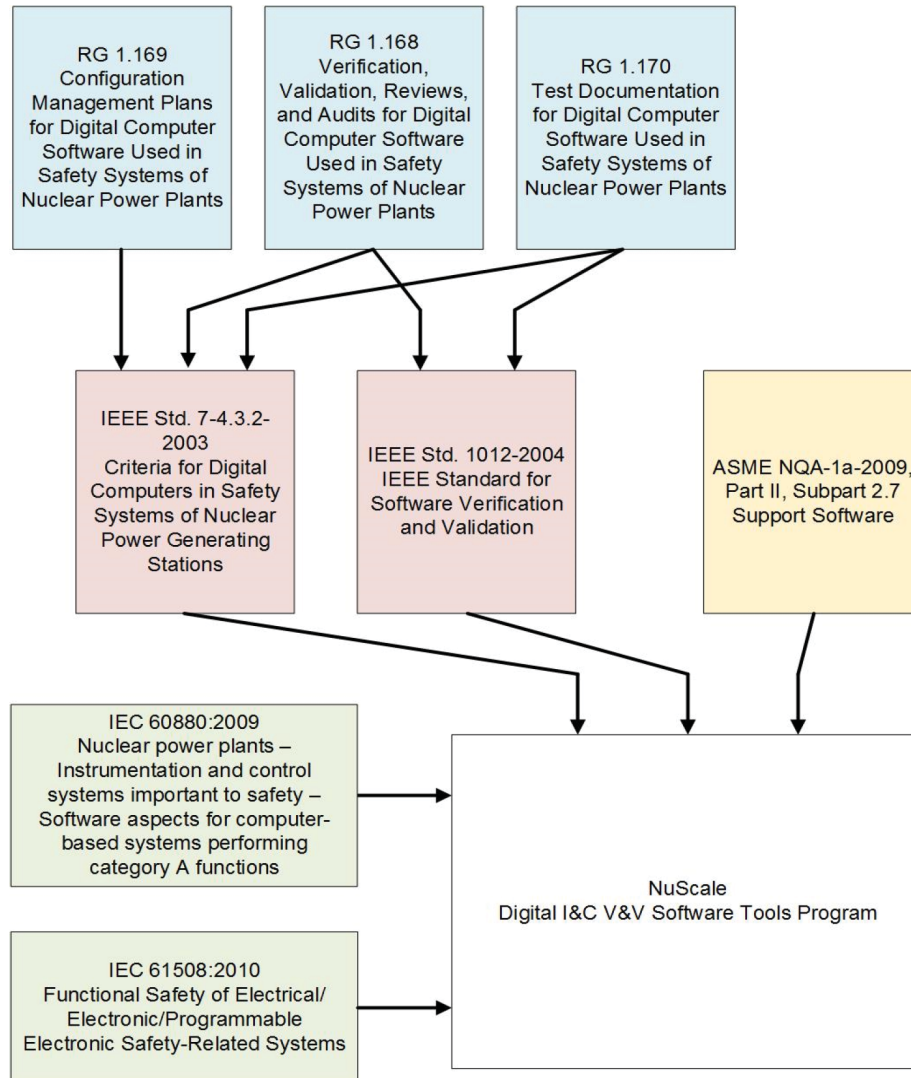 RG 1.169
Configuration
Management Plans
for Digital Computer
Software Used in
Safety Systems of
Nuclear Power Plants
RG 1.168
Verification,
Validation, Reviews,
and Audits for Digital
Computer Software
Used in Safety
Systems of Nuclear
Power Plants
RG 1.170
Test Documentation
for Digital Computer
Software Used in
Safety Systems of
Nuclear Power Plants
IEEE Std. 7-4.3.2-
2003
Criteria for Digital
Computers in Safety
Systems of Nuclear
Power Generating
Stations
IEEE Std. 1012-2004
IEEE Standard for
Software Verification
and Validation
ASME NQA-1a-2009,
Part II, Subpart 2.7
Support Software
IEC 60880:2009
Nuclear power plants –
Instrumentation and control
systems important to safety –
Software aspects for computer-
based systems performing
category A functions
NuScale
Digital I&C V&V Software Tools Program
IEC 61508:2010
Functional Safety of Electrical/
Electronic/Programmable
Electronic Safety-Related Systems